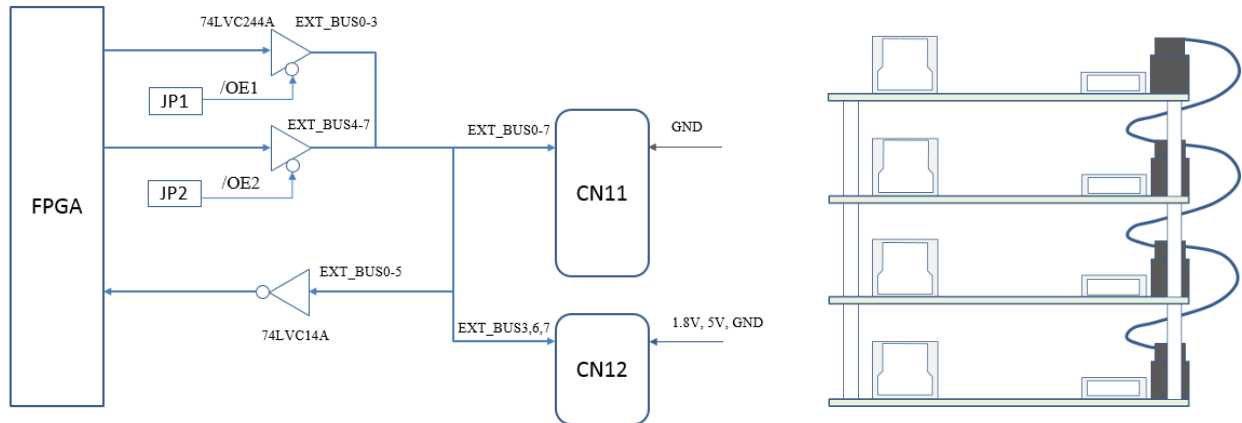 74LVC244A
EXT_BUS0-3
/OE1
JP1
EXT_BUS4-7
EXT_BUS0-7
GND
/OE2
JP2
FPGA
CN11
EXT_BUS0-5
74LVC14A
EXT_BUS3,6,7
1.8V, 5V, GND
CN12